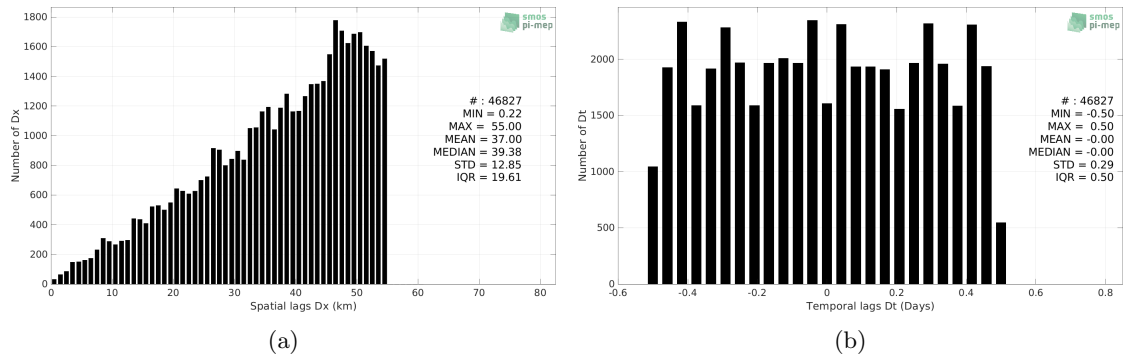 smos
pi-mep
1800
1600
1400
1200
1000
800
600
400
200
0
Number of Dx
# : 46827
MIN = 0.22
MAX = 55.00
MEAN = 37.00
MEDIAN = 39.38
STD = 12.85
IQR = 19.61
0 10 20 30 40 50 60 70 80
Spatial lags Dx (km)
(a)
smos
pi-mep
2000
1500
1000
500
0
Number of Dt
# : 46827
MIN = -0.50
MAX = 0.50
MEAN = -0.00
MEDIAN = -0.00
STD = 0.29
IQR = 0.50
-0.6 -0.4 -0.2 0 0.2 0.4 0.6 0.8
Temporal lags Dt (Days)
(b)